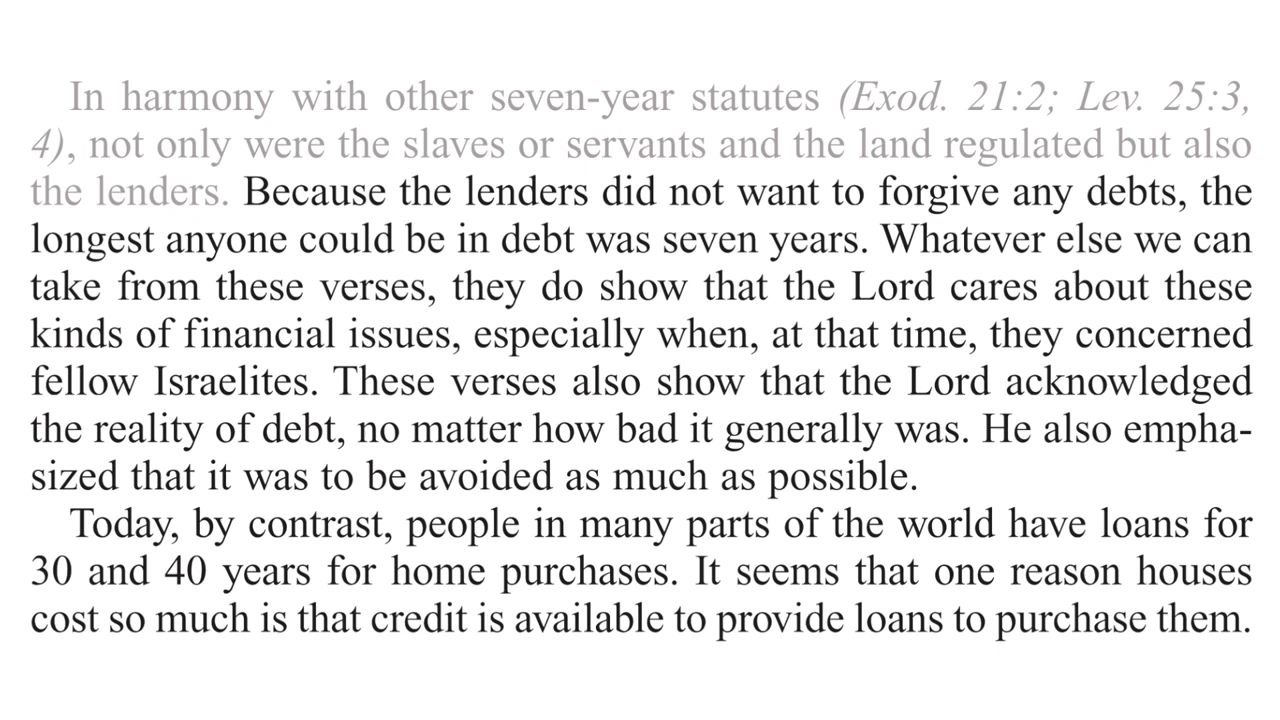 In harmony with other seven-year statutes (Exod. 21:2; Lev. 25:3,
4), not only were the slaves or servants and the land regulated but also
the lenders. Because the lenders did not want to forgive any debts, the
longest anyone could be in debt was seven years. Whatever else we can
take from these verses, they do show that the Lord cares about these
kinds of financial issues, especially when, at that time, they concerned
fellow Israelites. These verses also show that the Lord acknowledged
the reality of debt, no matter how bad it generally was. He also empha-
sized that it was to be avoided as much as possible.
Today, by contrast, people in many parts of the world have loans for
30 and 40 years for home purchases. It seems that one reason houses
cost so much is that credit is available to provide loans to purchase them.